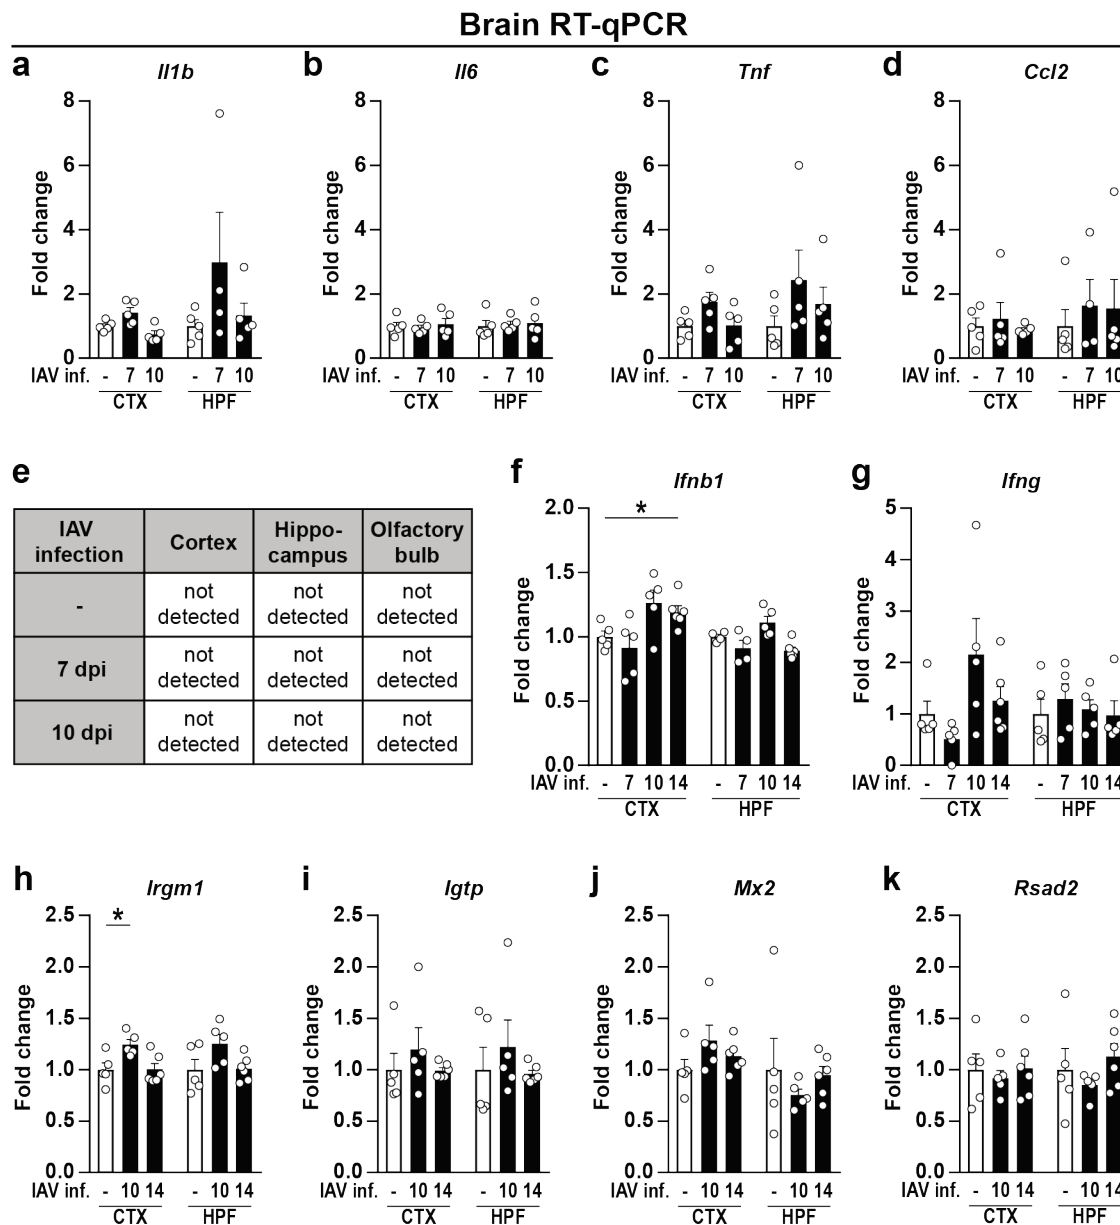 Brain RT-qPCR
a
Il1b
Fold change
8
6
4
2
0
IAV inf. - 7 10 - 7 10
CTX HPF
b
Il6
Fold change
8
6
4
2
0
- 7 10 - 7 10
CTX HPF
c
Tnf
Fold change
8
6
4
2
0
IAV inf. - 7 10 - 7 10
CTX HPF
d
Ccl2
Fold change
8
6
4
2
0
- 7 10 - 7 10
CTX HPF
e
IAV infection
Cortex
Hippo-
campus
Olfactory
bulb
-
not detected
not detected
not detected
7 dpi
not detected
not detected
not detected
10 dpi
not detected
not detected
not detected
f
Ifnb1
*
Fold change
2.0
1.5
1.0
0.5
0.0
IAV inf. - 7 10 14 - 7 10 14
CTX HPF
g
Ifng
Fold change
5
4
3
2
1
0
IAV inf. - 7 10 14 - 7 10 14
CTX HPF
h
Irgm1
*
Fold change
2.5
2.0
1.5
1.0
0.5
0.0
IAV inf. - 10 14 - 10 14
CTX HPF
i
Igtp
Fold change
2.5
2.0
1.5
1.0
0.5
0.0
- 10 14 - 10 14
CTX HPF
j
Mx2
Fold change
2.5
2.0
1.5
1.0
0.5
0.0
IAV inf. - 10 14 - 10 14
CTX HPF
k
Rsad2
Fold change
2.5
2.0
1.5
1.0
0.5
0.0
- 10 14 - 10 14
CTX HPF